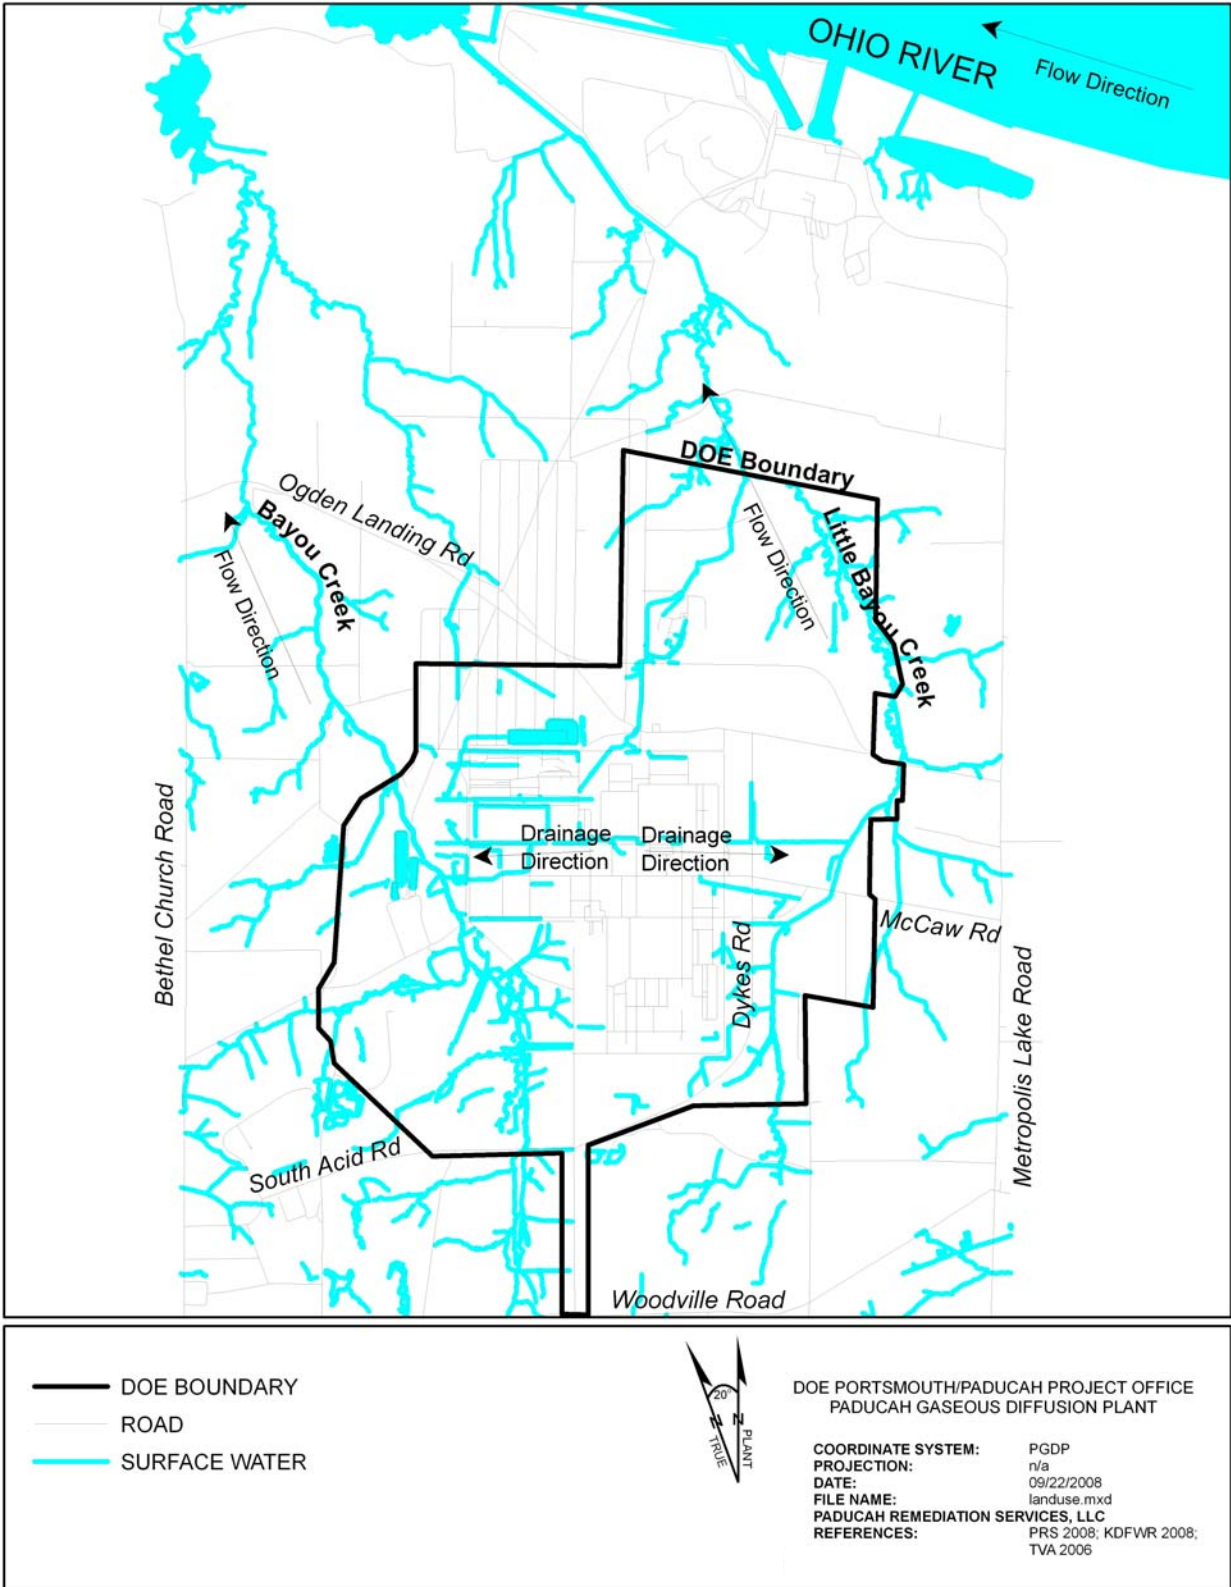 OHIO RIVER
Flow Direction
DOE Boundary
Ogden Landing Rd
Bayou Creek
Flow Direction
Flow Direction
Little Bayou Creek
Bethel Church Road
Drainage
Direction
Drainage
Direction
McCaw Rd
Dykes Rd
Metropolis Lake Road
South Acid Rd
Woodville Road
DOE BOUNDARY
ROAD
SURFACE WATER
20°
N
TRUE
N
PLANT
DOE PORTSMOUTH/PADUCAH PROJECT OFFICE
PADUCAH GASEOUS DIFFUSION PLANT
COORDINATE SYSTEM: PGDP
PROJECTION: n/a
DATE: 09/22/2008
FILE NAME: landuse.mxd
PADUCAH REMEDIATION SERVICES, LLC
REFERENCES: PRS 2008; KDFWR 2008;
TVA 2006